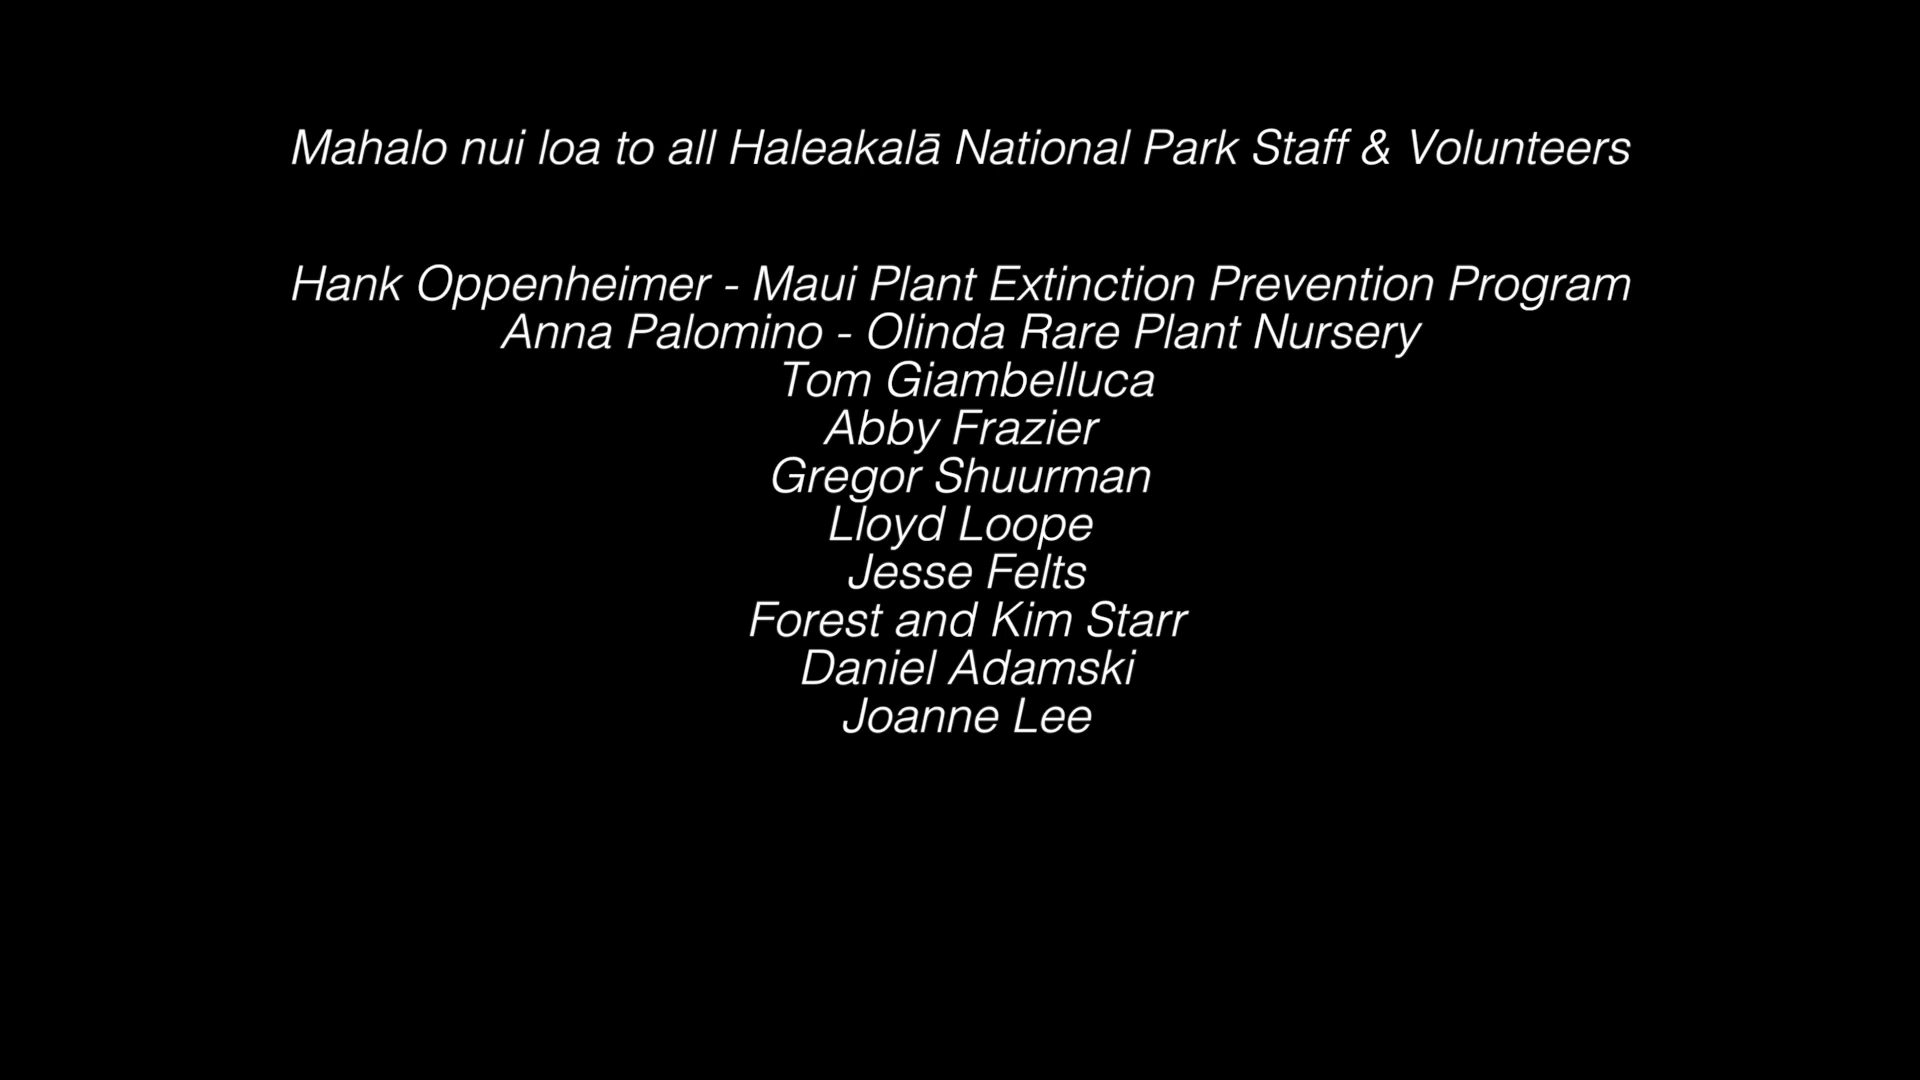 Mahalo nui loa to all Haleakalā National Park Staff & Volunteers
Hank Oppenheimer - Maui Plant Extinction Prevention Program
Anna Palomino - Olinda Rare Plant Nursery
Tom Giambelluca
Abby Frazier
Gregor Shuurman
Lloyd Loope
Jesse Felts
Forest and Kim Starr
Daniel Adamski
Joanne Lee